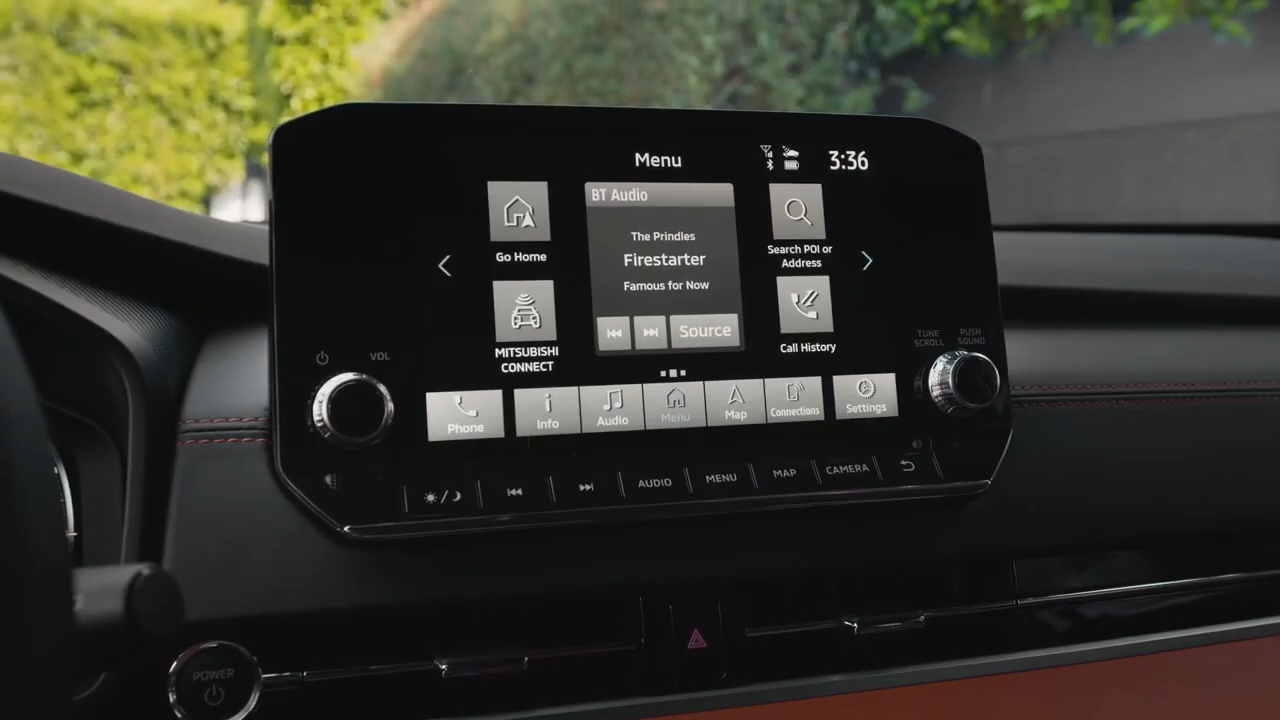 Menu
3:36
BT Audio
The Prindles
Firestarter
Famous for Now
Source
Go Home
MITSUBISHI
CONNECT
Search POI or
Address
Call History
VOL
TUNE
SCROLL
PUSH
SOUND
Phone
Info
Audio
Menu
Map
Connections
Settings
AUDIO
MENU
MAP
CAMERA
POWER